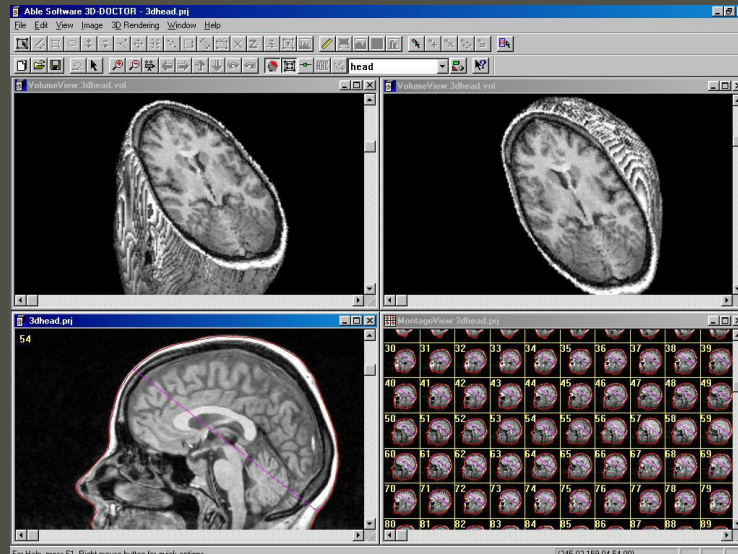 Able Software 3D-DOCTOR - 3dhead.prj
File Edit View Image 3D Rendering Window Help
head
VolumeView: 3dhead.vol
VolumeView: 3dhead.vol
3dhead.prj
54
MontageView:3dhead.prj
30 31 32 33 34 35 36 37 38 39
40 41 42 43 44 45 46 47 48 49
50 51 52 53 54 55 56 57 58 59
60 61 62 63 64 65 66 67 68 69
70 71 72 73 74 75 76 77 78 79
80 81 82 83 84 85 86 87 88 89
For Help, press F1. Right mouse button for quick options.